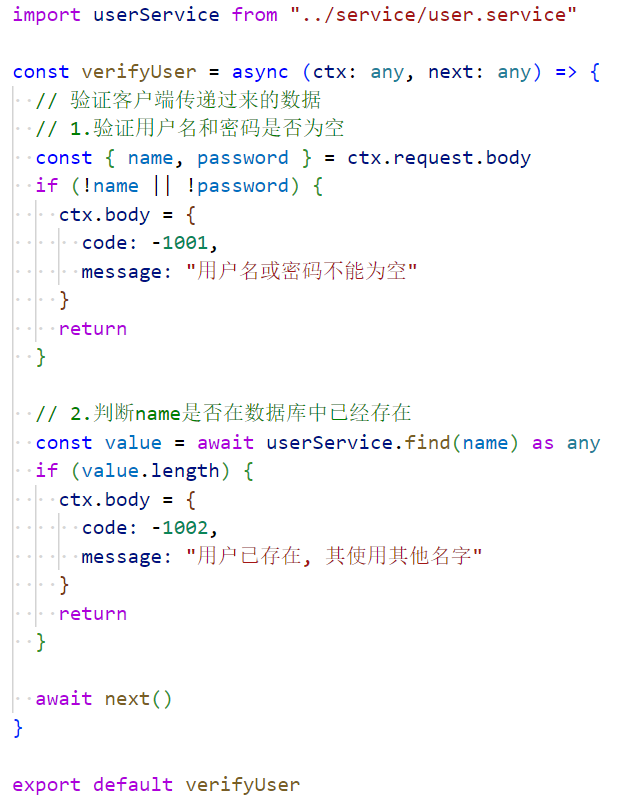 import userService from "../service/user.service"
const verifyUser = async (ctx: any, next: any) => {
// 验证客户端传递过来的数据
// 1.验证用户名和密码是否为空
const { name, password } = ctx.request.body
if (!name || !password) {
ctx.body = {
code: -1001,
message: "用户名或密码不能为空"
}
return
}
// 2.判断name是否在数据库中已经存在
const value = await userService.find(name) as any
if (value.length) {
ctx.body = {
code: -1002,
message: "用户已存在, 其使用其他名字"
}
return
}
await next()
}
export default verifyUser